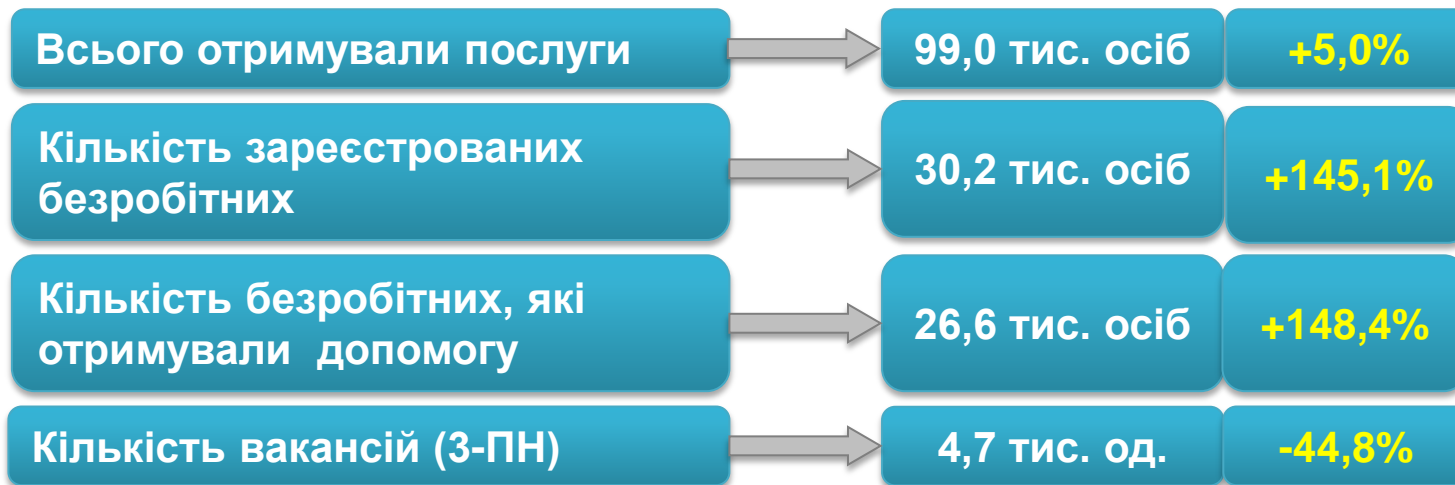 Всього отримували послуги 99,0 тис. осіб +5,0%
Кількість зареєстрованих
безробітних
30,2 тис. осіб +145,1%
Кількість безробітних, які
отримували допомогу
26,6 тис. осіб +148,4%
Кількість вакансій (3-ПН) 4,7 тис. од. -44,8%